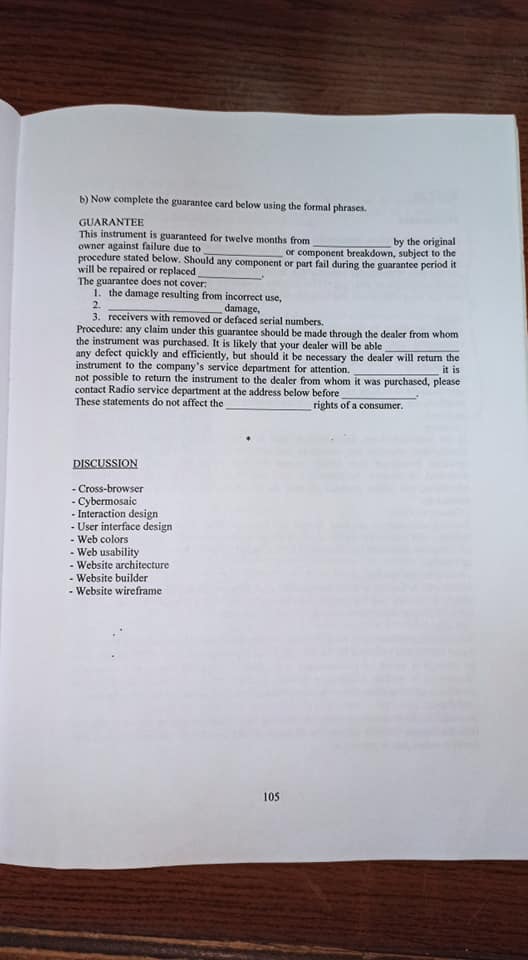 b) Now complete the guarantee card below using the formal phrases.
GUARANTEE
This instrument is guaranteed for twelve months from ______________ by the original
owner against failure due to ______________ or component breakdown, subject to the
procedure stated below. Should any component or part fail during the guarantee period it
will be repaired or replaced ____________.
The guarantee does not cover:
1. the damage resulting from incorrect use,
2. ____________________ damage,
3. receivers with removed or defaced serial numbers.
Procedure: any claim under this guarantee should be made through the dealer from whom
the instrument was purchased. It is likely that your dealer will be able ______________
any defect quickly and efficiently, but should it be necessary the dealer will return the
instrument to the company's service department for attention. ______________ it is
not possible to return the instrument to the dealer from whom it was purchased, please
contact Radio service department at the address below before ______________.
These statements do not affect the ______________ rights of a consumer.
DISCUSSION
- Cross-browser
- Cybermosaic
- Interaction design
- User interface design
- Web colors
- Web usability
- Website architecture
- Website builder
- Website wireframe
105